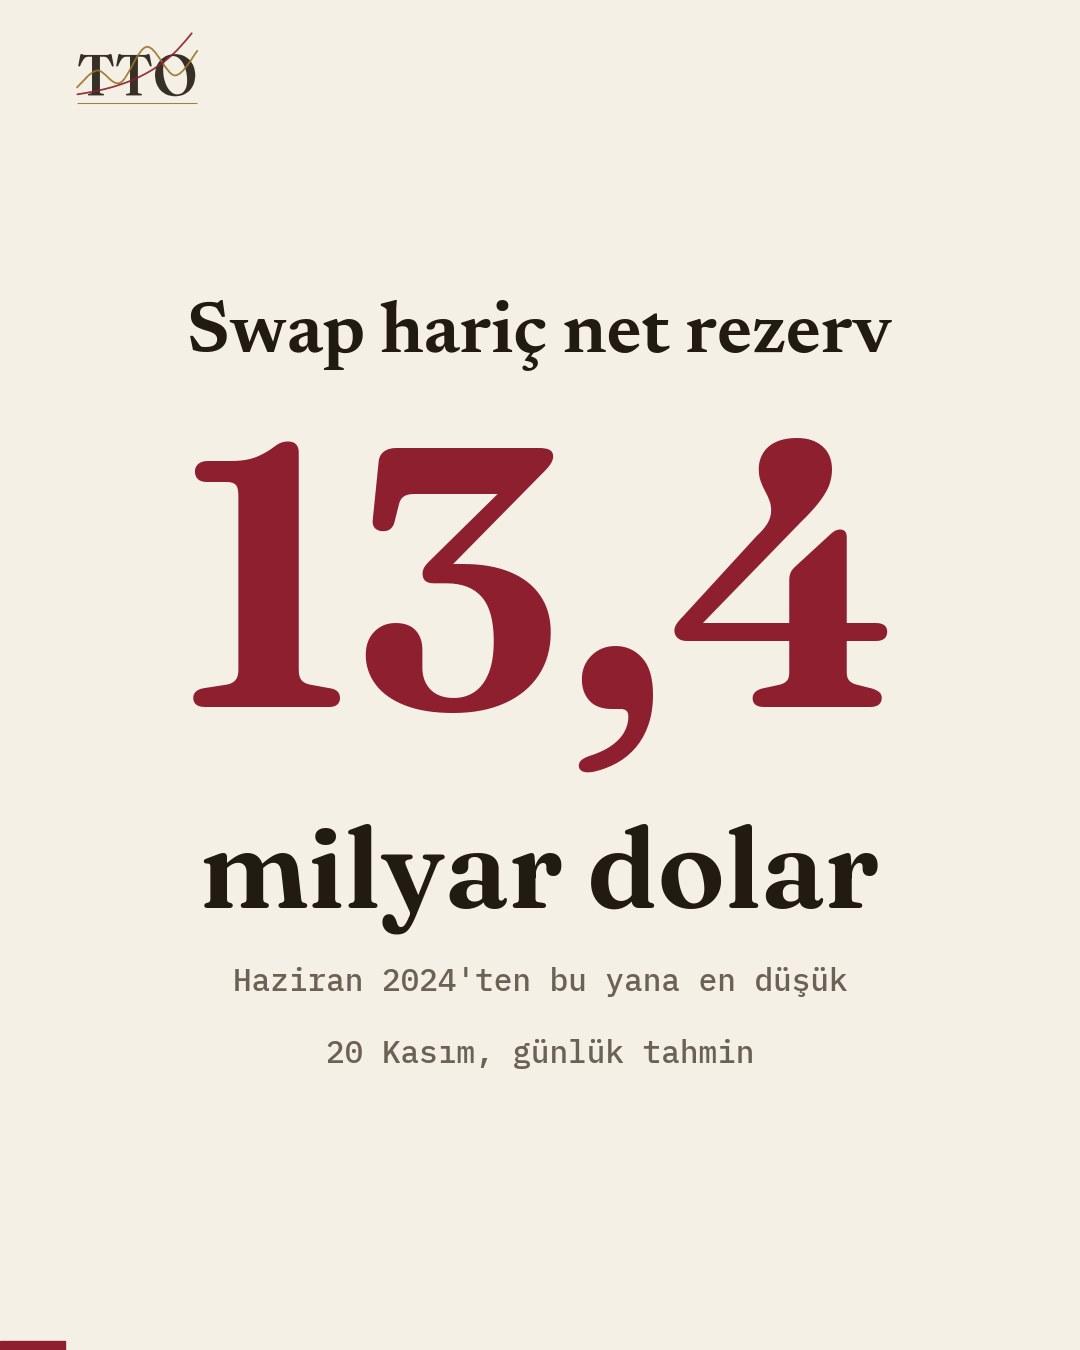 TTO
Swap hariç net rezerv
13,4
milyar dolar
Haziran 2024'ten bu yana en düşük
20 Kasım, günlük tahmin